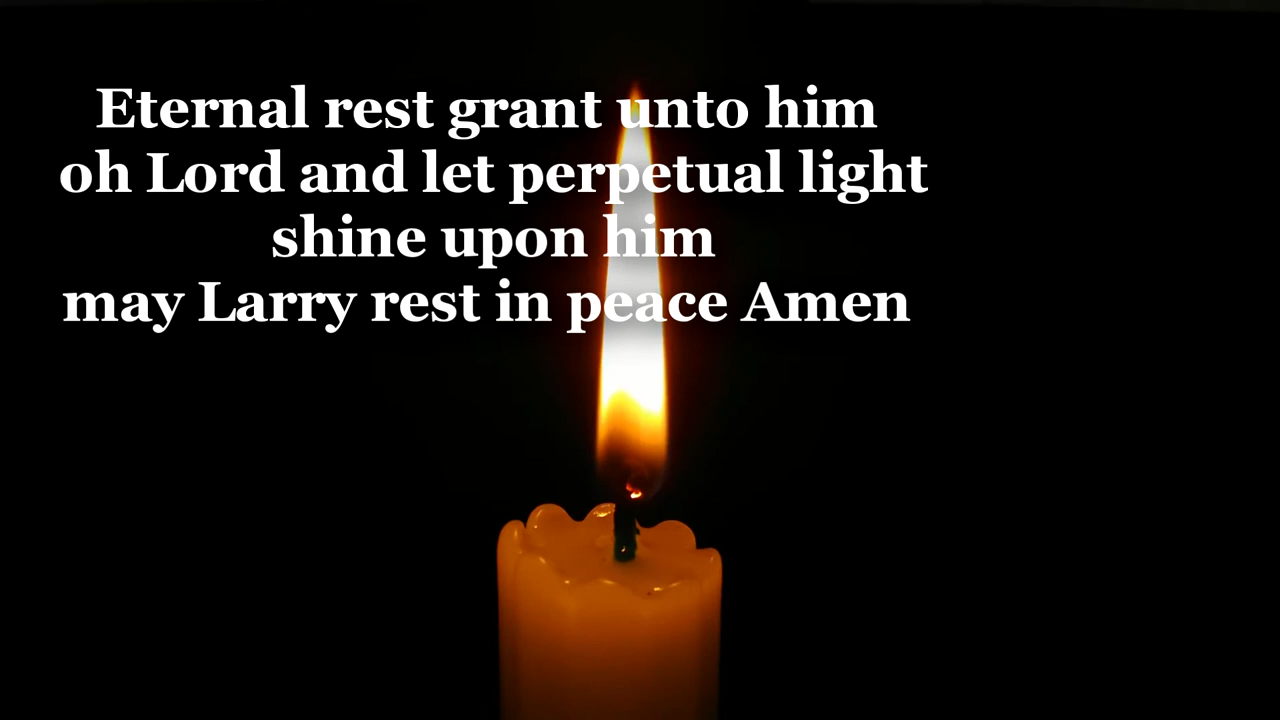 Eternal rest grant unto him
oh Lord and let perpetual light
shine upon him
may Larry rest in peace Amen